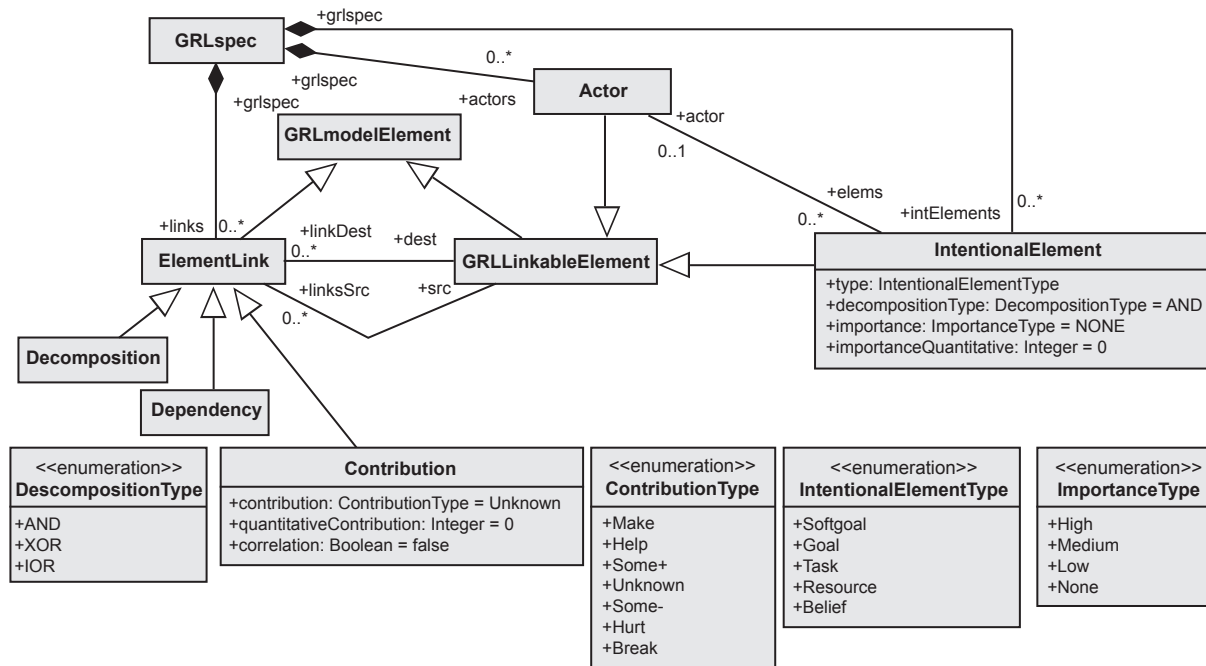 +grlspec
GRLspec
0..*
+grlspec
+grlspec
+actors
Actor
GRLmodelElement
+actor
0..1
+elems
+links
0..*
+linkDest
0..*
+dest
0..*
+intElements
0..*
ElementLink
GRLLinkableElement
IntentionalElement
+type: IntentionalElementType
+decompositionType: DecompositionType = AND
+importance: ImportanceType = NONE
+importanceQuantitative: Integer = 0
+linksSrc
0..*
+src
Decomposition
Dependency
<<enumeration>>
DescompositionType
+AND
+XOR
+IOR
Contribution
+contribution: ContributionType = Unknown
+quantitativeContribution: Integer = 0
+correlation: Boolean = false
<<enumeration>>
ContributionType
+Make
+Help
+Some+
+Unknown
+Some-
+Hurt
+Break
<<enumeration>>
IntentionalElementType
+Softgoal
+Goal
+Task
+Resource
+Belief
<<enumeration>>
ImportanceType
+High
+Medium
+Low
+None